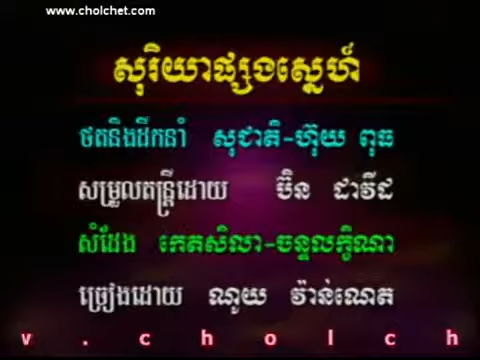 www.cholchet.com
សុរិយាផ្សងស្នេហ៍
ថតនិងដឹកនាំ សុជាតិ-ហ៊ុយ ពុធ
សម្រួលតន្ត្រីដោយ ប៊ិន ដាវីដ
សំដែង កេតសិលា-ចន្ទលក្ខិណា
ច្រៀងដោយ ណូយ វ៉ាន់ណេត
v . c h o l c h